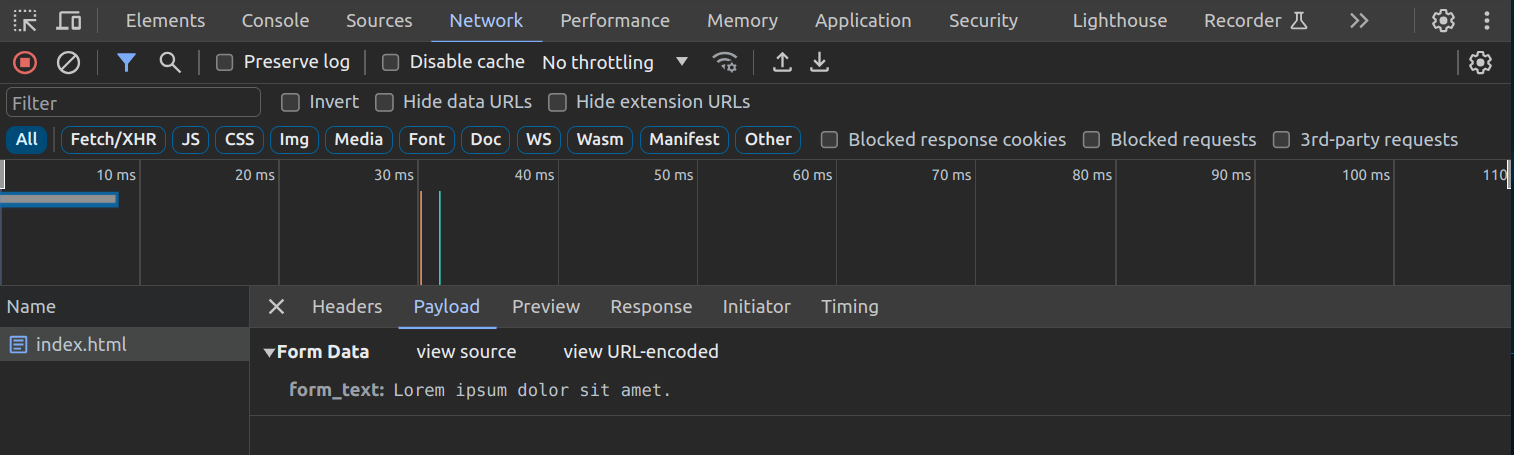 Elements Console Sources Network Performance Memory Application Security Lighthouse Recorder
Preserve log Disable cache No throttling
Filter Invert Hide data URLs Hide extension URLs
All Fetch/XHR JS CSS Img Media Font Doc WS Wasm Manifest Other Blocked response cookies Blocked requests 3rd-party requests
10 ms 20 ms 30 ms 40 ms 50 ms 60 ms 70 ms 80 ms 90 ms 100 ms 110
Name Headers Payload Preview Response Initiator Timing
index.html
Form Data view source view URL-encoded
form_text: Lorem ipsum dolor sit amet.